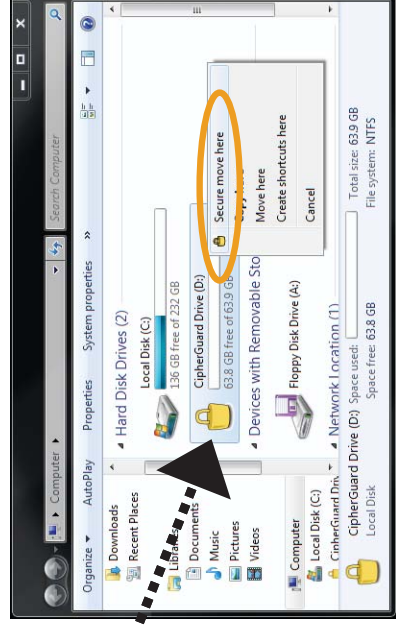 Computer
Search Computer
Organize
AutoPlay
Properties
System properties
»
Downloads
Recent Places
Libraries
Documents
Music
Pictures
Videos
Computer
Local Disk (C:)
CipherGuard Driv
Hard Disk Drives (2)
Local Disk (C:)
136 GB free of 232 GB
CipherGuard Drive (D:)
63.8 GB free of 63.9 GB
Devices with Removable Sto
Floppy Disk Drive (A:)
Network Location (1)
Secure move here
Copy here
Move here
Create shortcuts here
Cancel
CipherGuard Drive (D:) Space used: Total size: 63.9 GB
Local Disk Space free: 63.8 GB File system: NTFS